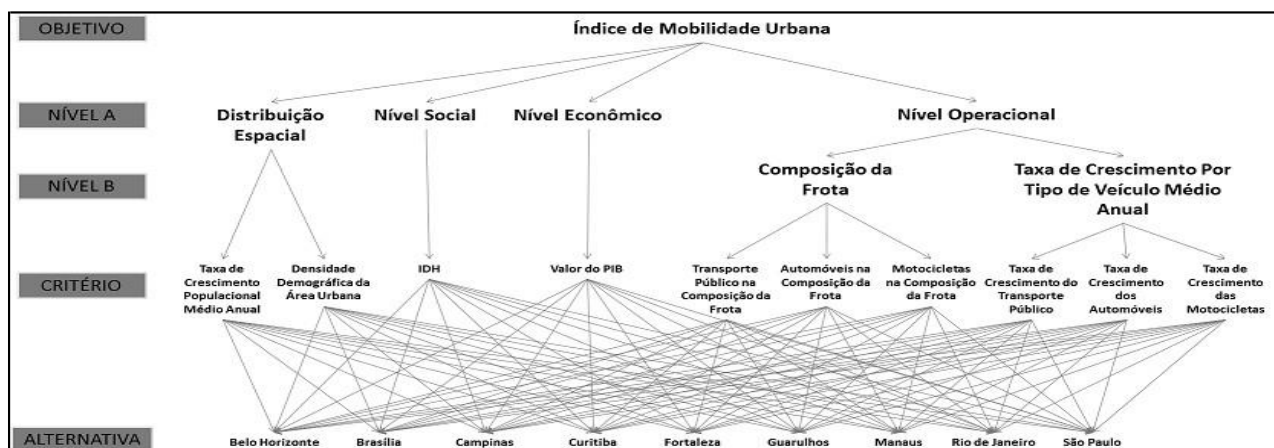 OBJETIVO
Índice de Mobilidade Urbana
NÍVEL A
Distribuição
Espacial
Nível Social
Nível Econômico
Nível Operacional
NÍVEL B
Composição da
Frota
Taxa de Crescimento Por
Tipo de Veículo Médio
Anual
CRITÉRIO
Taxa de
Crescimento
Populacional
Médio Anual
Densidade
Demográfica da
Área Urbana
IDH
Valor do PIB
Transporte
Público na
Composição da
Frota
Automóveis na
Composição da
Frota
Motocicletas
na Composição
da Frota
Taxa de
Crescimento do
Transporte
Público
Taxa de
Crescimento
dos
Automóveis
Taxa de
Crescimento
das
Motocicletas
ALTERNATIVA
Belo Horizonte
Brasília
Campinas
Curitiba
Fortaleza
Guarulhos
Manaus
Rio de Janeiro
São Paulo